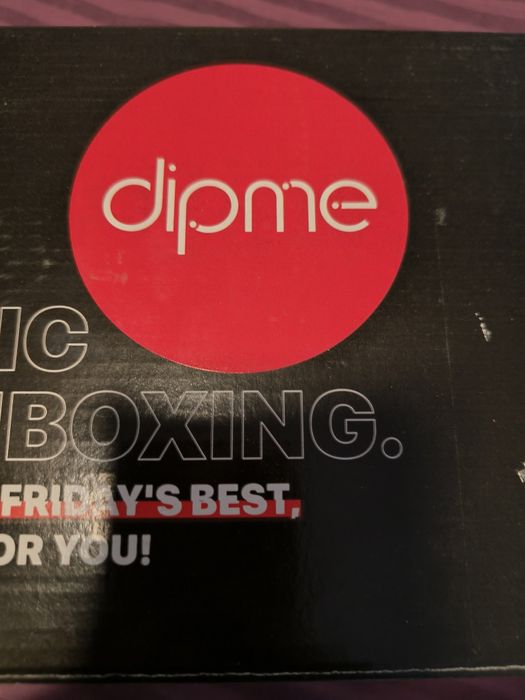 dipme
IC
BOXING.
FRIDAY'S BEST,
OR YOU!